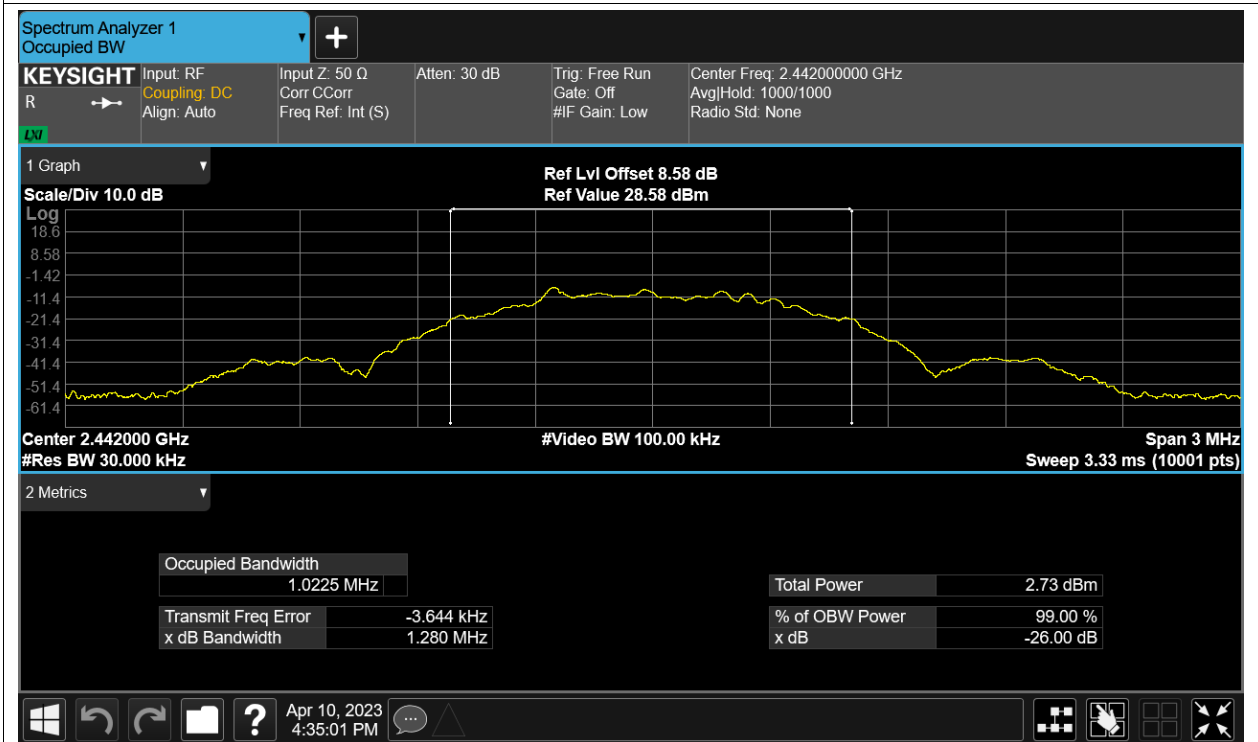 Spectrum Analyzer 1
Occupied BW
KEYSIGHT
R
LXI
Input: RF
Coupling: DC
Align: Auto
Input Z: 50 Ω
Corr CCorr
Freq Ref: Int (S)
Atten: 30 dB
Trig: Free Run
Gate: Off
#IF Gain: Low
Center Freq: 2.442000000 GHz
Avg|Hold: 1000/1000
Radio Std: None
1 Graph
Scale/Div 10.0 dB
Ref Lvl Offset 8.58 dB
Ref Value 28.58 dBm
Log
18.6
8.58
-1.42
-11.4
-21.4
-31.4
-41.4
-51.4
-61.4
Center 2.442000 GHz
#Res BW 30.000 kHz
#Video BW 100.00 kHz
Span 3 MHz
Sweep 3.33 ms (10001 pts)
2 Metrics
Occupied Bandwidth
1.0225 MHz
Transmit Freq Error -3.644 kHz
x dB Bandwidth 1.280 MHz
Total Power 2.73 dBm
% of OBW Power 99.00 %
x dB -26.00 dB
?
Apr 10, 2023
4:35:01 PM